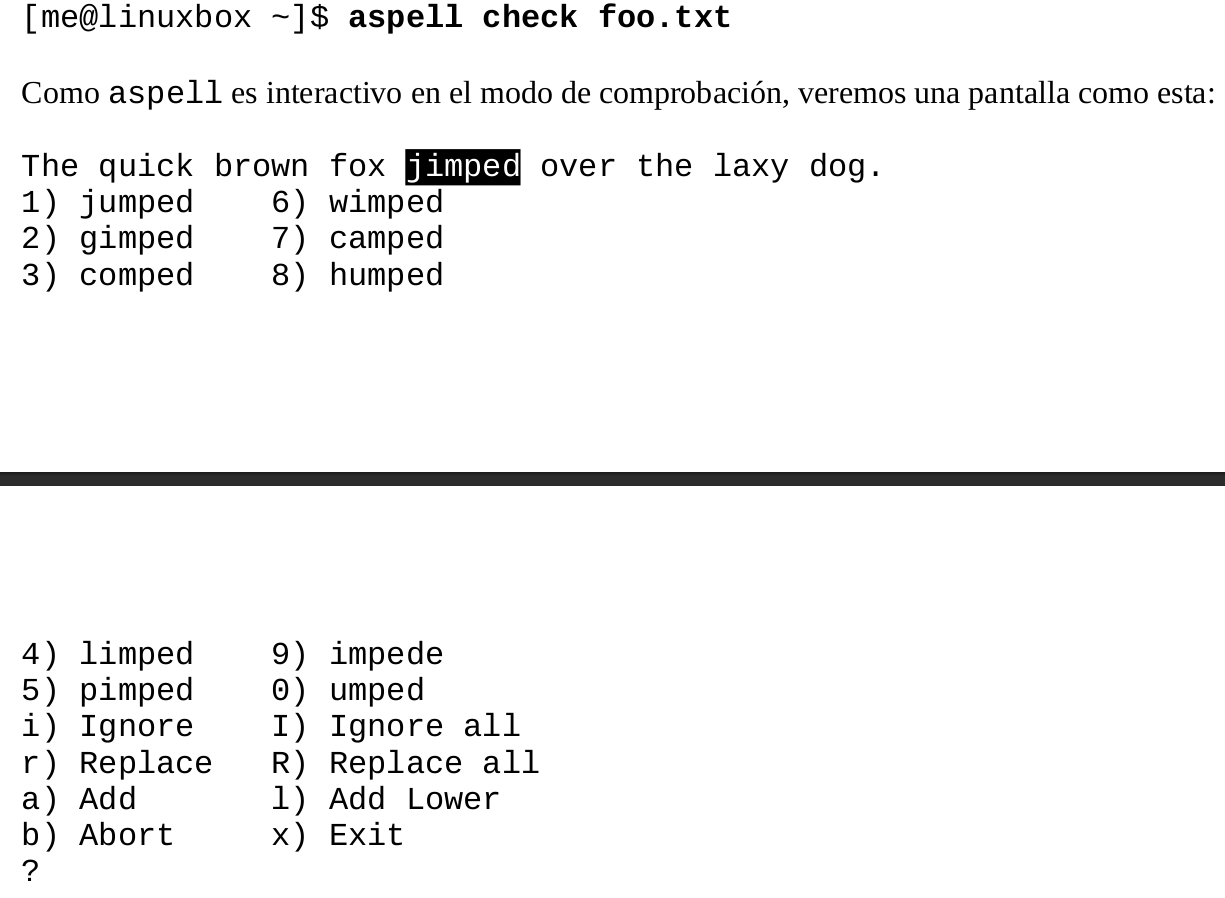 [me@linuxbox ~]$ aspell check foo.txt
Como aspell es interactivo en el modo de comprobación, veremos una pantalla como esta:
The quick brown fox jimped over the laxy dog.
1) jumped    6) wimped
2) gimped    7) camped
3) comped    8) humped
4) limped    9) impede
5) pimped    0) umped
i) Ignore    I) Ignore all
r) Replace   R) Replace all
a) Add       l) Add Lower
b) Abort     x) Exit
?